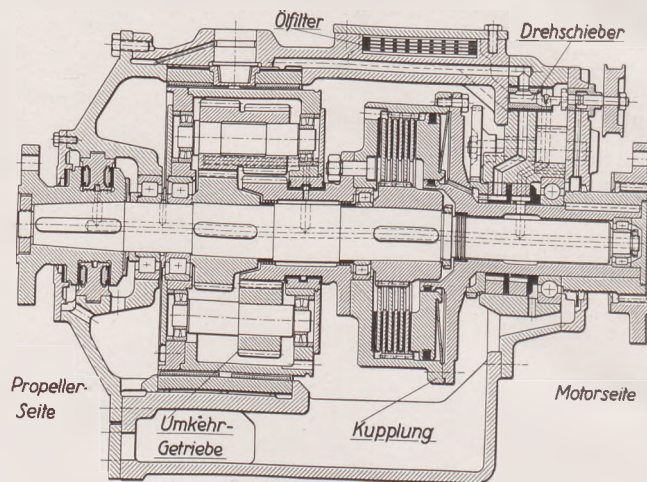 Ölfilter
Drehschieber
Propeller-
Seite
Umkehr-
Getriebe
Kupplung
Motorseite